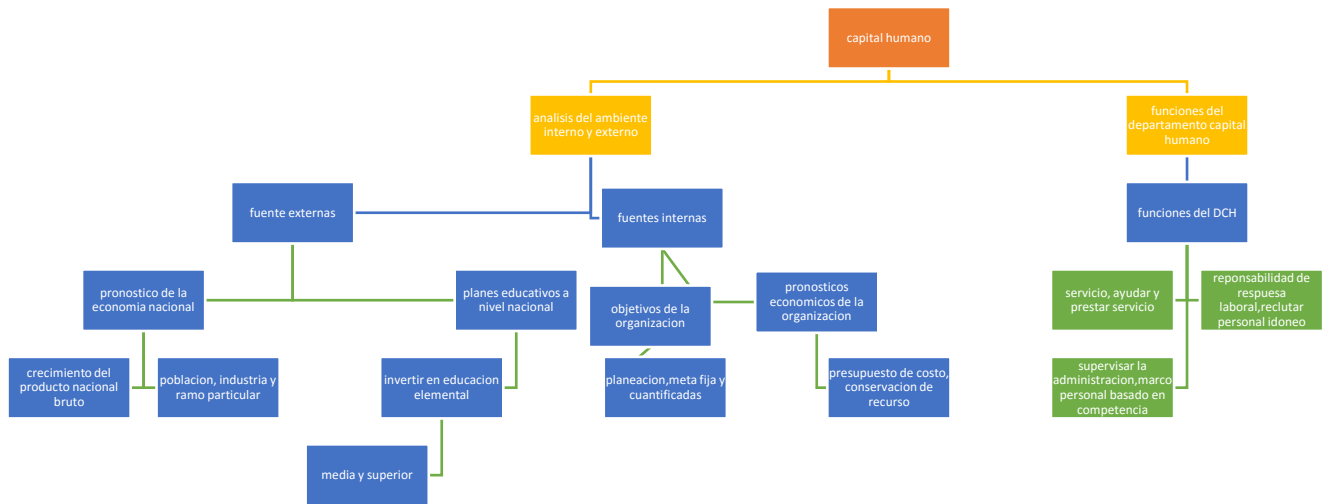 capital humano
analisis del ambiente
interno y externo
funciones del
departamento capital
humano
fuente externas
fuentes internas
funciones del DCH
pronostico de la
economia nacional
planes educativos a
nivel nacional
objetivos de la
organizacion
pronosticos
economicos de la
organizacion
servicio, ayudar y
prestar servicio
reponsabilidad de
respuesa
laboral,reclutar
personal idoneo
crecimiento del
producto nacional
bruto
poblacion, industria y
ramo particular
invertir en educacion
elemental
planeacion,meta fija y
cuantificadas
presupuesto de costo,
conservacion de
recurso
supervisar la
administracion,marco
personal basado en
competencia
media y superior